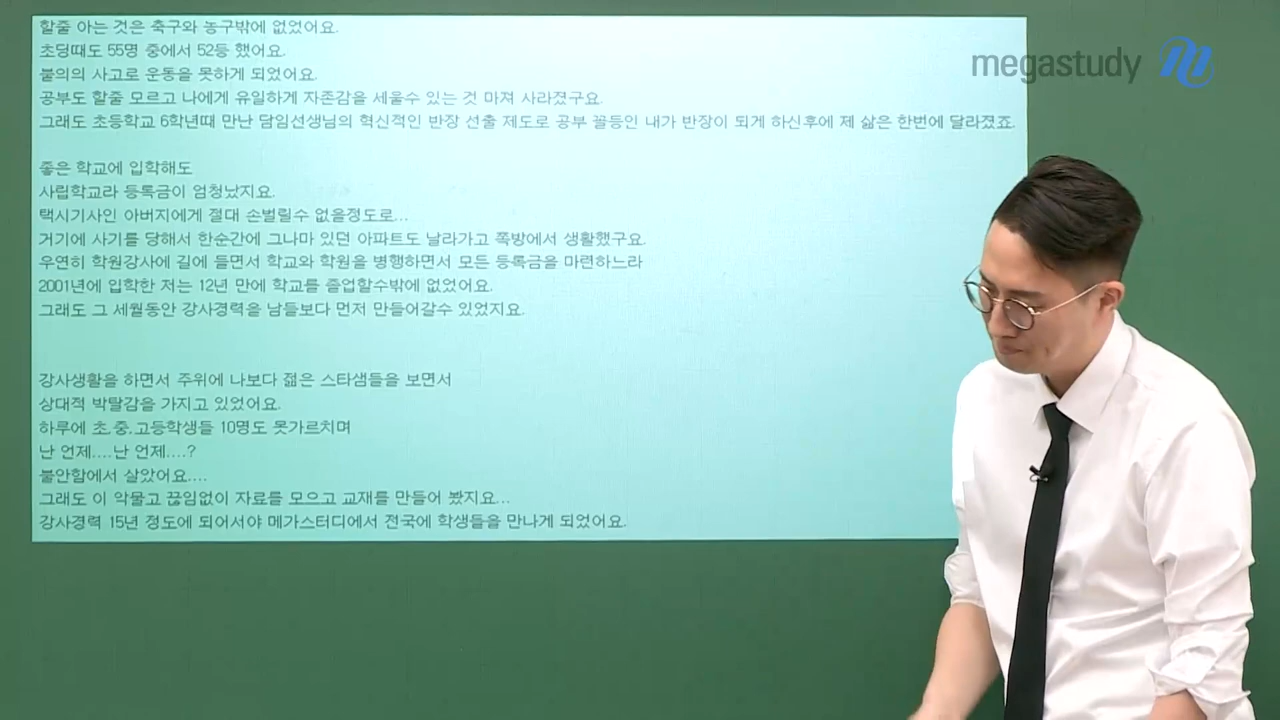 할줄 아는 것은 축구와 농구밖에 없었어요.
초딩때도 55명 중에서 52등 했어요.
불의의 사고로 운동을 못하게 되었어요.
공부도 할줄 모르고 나에게 유일하게 자존감을 세울수 있는 것 마져 사라졌구요.
그래도 초등학교 6학년때 만난 담임선생님의 혁신적인 반장 선출 제도로 공부 꼴등인 내가 반장이 되게 하신후에 제 삶은 한번에 달라졌죠.
좋은 학교에 입학해도
사립학교라 등록금이 엄청났지요.
택시기사인 아버지에게 절대 손벌릴수 없을정도로...
거기에 사기를 당해서 한순간에 그나마 있던 아파트도 날라가고 쪽방에서 생활했구요.
우연히 학원강사에 길에 들면서 학교와 학원을 병행하면서 모든 등록금을 마련하느라
2001년에 입학한 저는 12년 만에 학교를 졸업할수밖에 없었어요.
그래도 그 세월동안 강사경력을 남들보다 먼저 만들어갈수 있었지요.
강사생활을 하면서 주위에 나보다 젊은 스타샘들을 보면서
상대적 박탈감을 가지고 있었어요.
하루에 초.중.고등학생들 10명도 못가르치며
난 언제....난 언제....?
불안함에서 살았어요....
그래도 이 악물고 끊임없이 자료를 모으고 교재를 만들어 봤지요...
강사경력 15년 정도에 되어서야 메가스터디에서 전국에 학생들을 만나게 되었어요.
megastudy